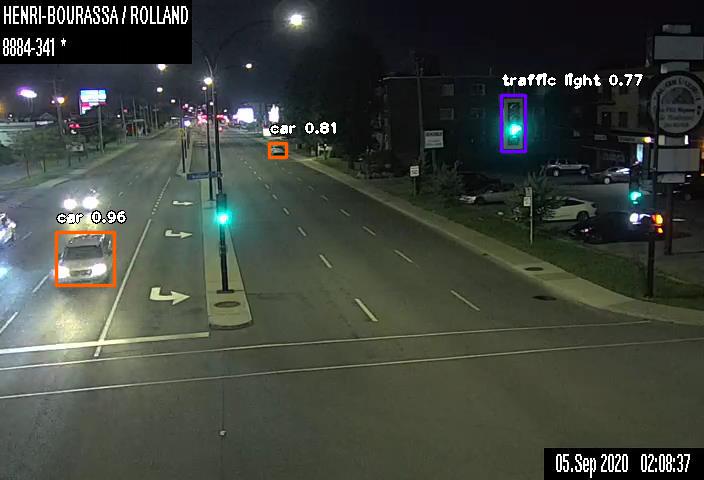 HENRI-BOURASSA / ROLLAND
8884-341 *
traffic light 0.77
car 0.81
car 0.96
05.Sep 2020 02:08:37